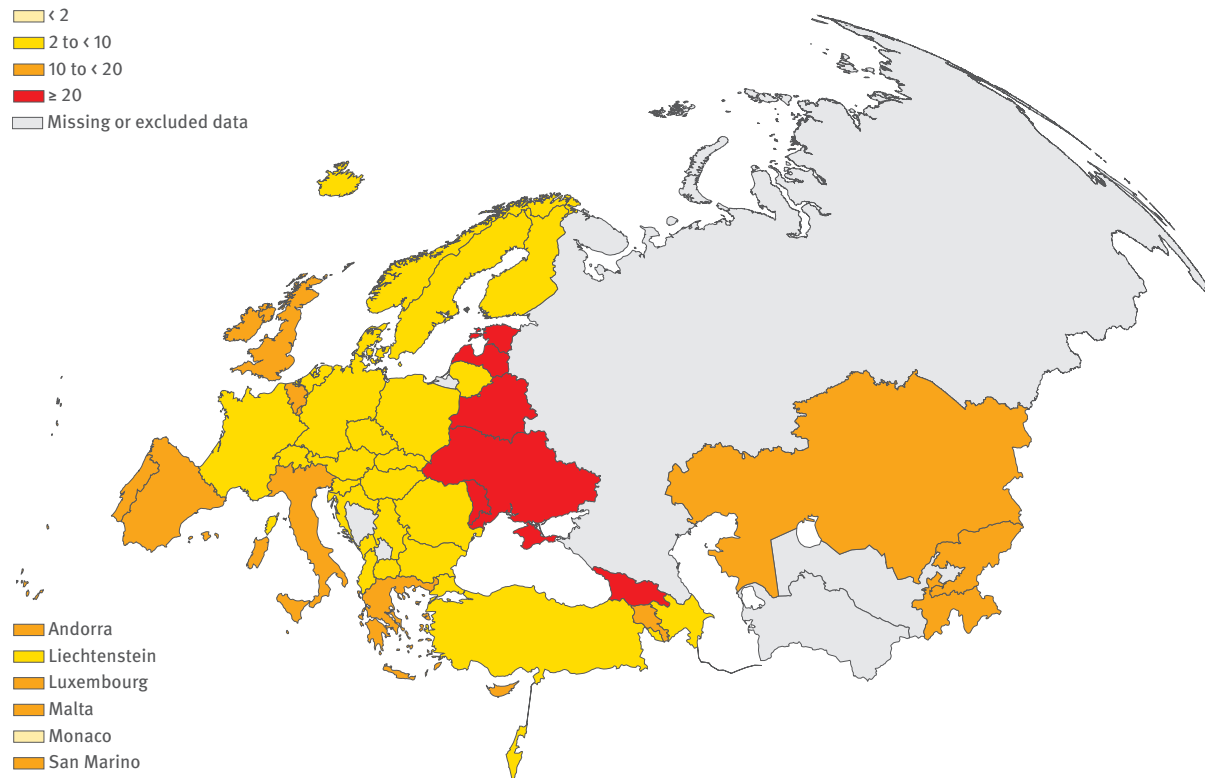 < 2
2 to < 10
10 to < 20
≥ 20
Missing or excluded data
Andorra
Liechtenstein
Luxembourg
Malta
Monaco
San Marino